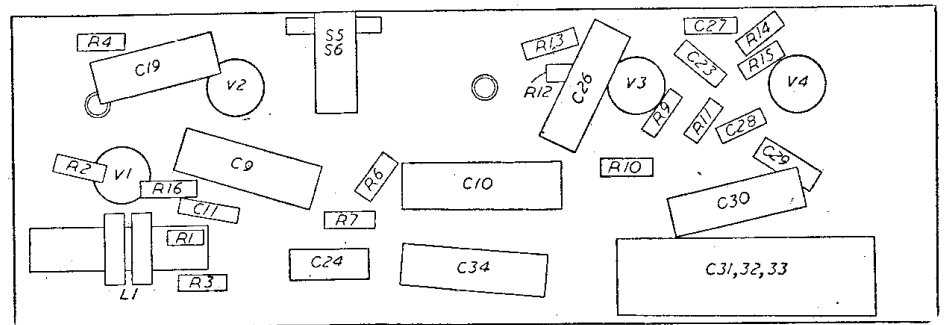 R4
C19
V2
S5
S6
R13
R12
C26
V3
C27
C23
R14
R15
V4
R9
R11
C28
C29
R2
V1
R16
C11
C9
R6
R7
C10
R10
C30
R1
R3
L1
C24
C34
C31,32,33